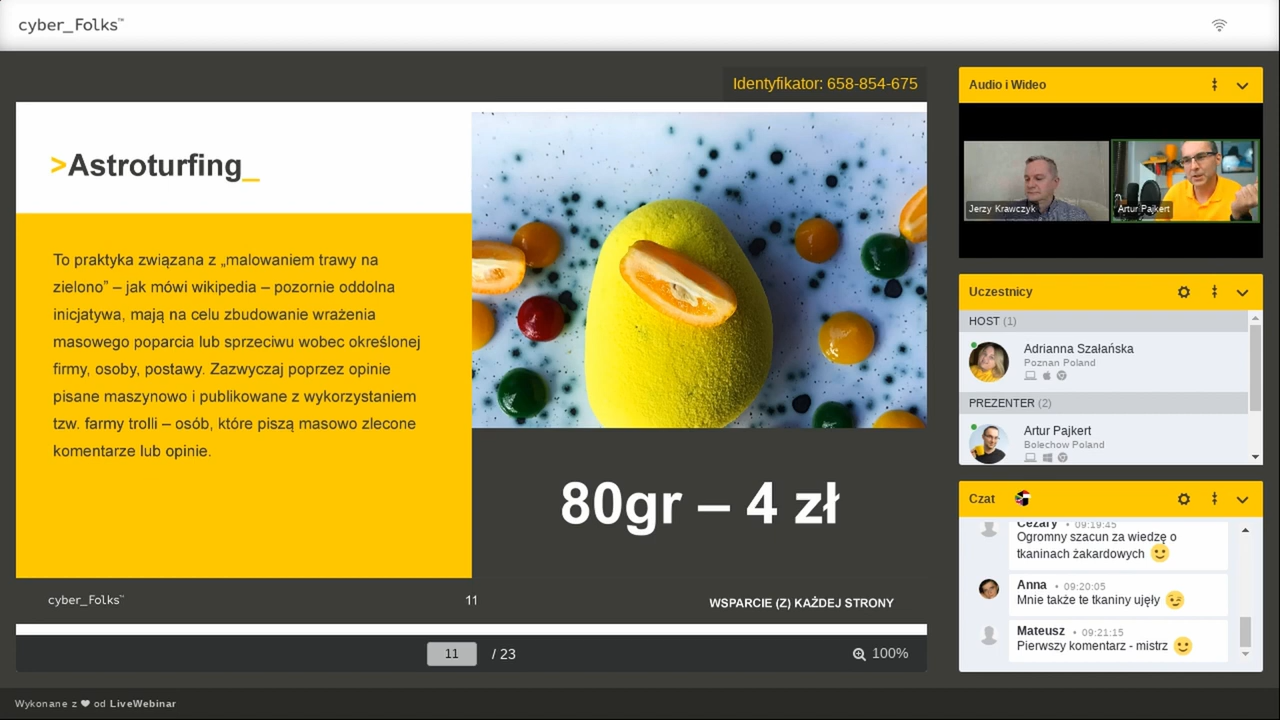 cyber_Folks™
Identyfikator: 658-854-675
>Astroturfing_
To praktyka związana z „malowaniem trawy na
zielono” – jak mówi wikipedia – pozornie oddolna
inicjatywa, mają na celu zbudowanie wrażenia
masowego poparcia lub sprzeciwu wobec określonej
firmy, osoby, postawy. Zazwyczaj poprzez opinie
pisane maszynowo i publikowane z wykorzystaniem
tzw. farmy trolli – osób, które piszą masowo zlecone
komentarze lub opinie.
80gr – 4 zł
cyber_Folks™
11
WSPARCIE (Z) KAŻDEJ STRONY
11 / 23
100%
Audio i Wideo
Jerzy Krawczyk
Artur Pajkert
Uczestnicy
HOST (1)
Adrianna Szałańska
Poznan Poland
PREZENTER (2)
Artur Pajkert
Bolechow Poland
Czat
Cezary • 09:19:45
Ogromny szacun za wiedzę o
tkaninach żakardowych
Anna • 09:20:05
Mnie także te tkaniny ujęły
Mateusz • 09:21:15
Pierwszy komentarz - mistrz
Wykonane z ❤ od LiveWebinar